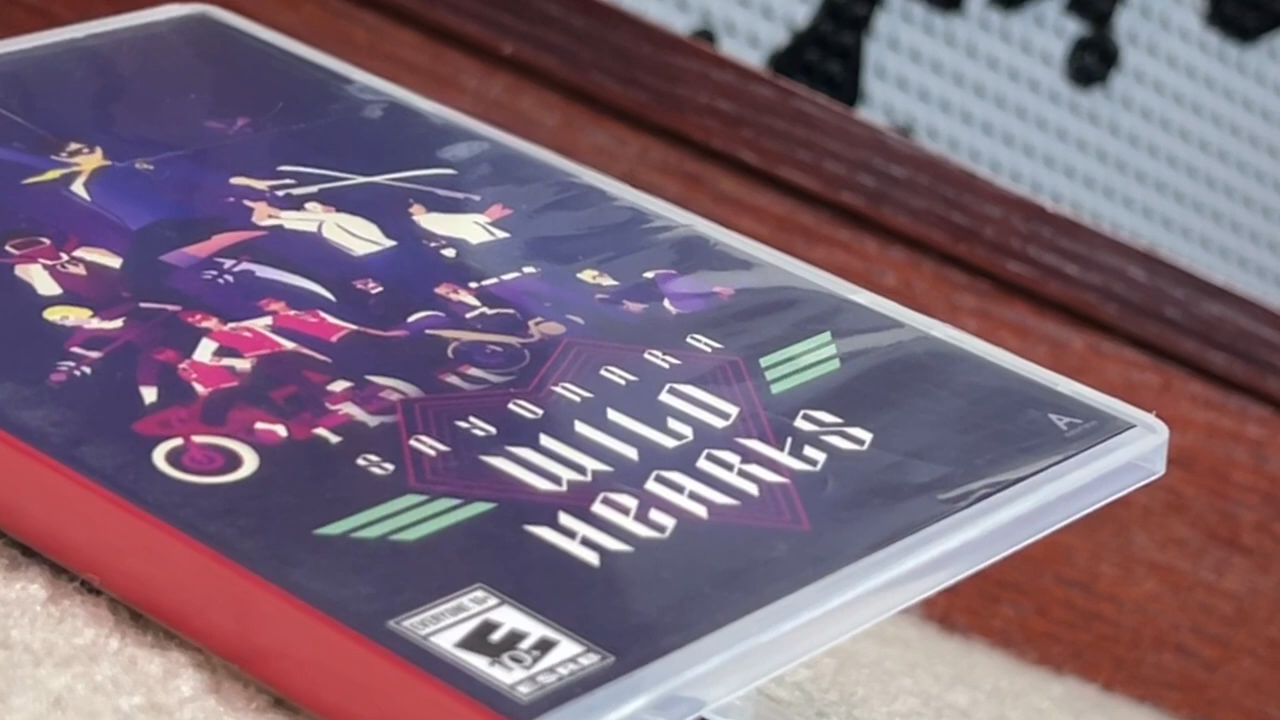 SAYONARA
WILD
HEARTS
A
EVERYONE 10+
E
10+
ESRB